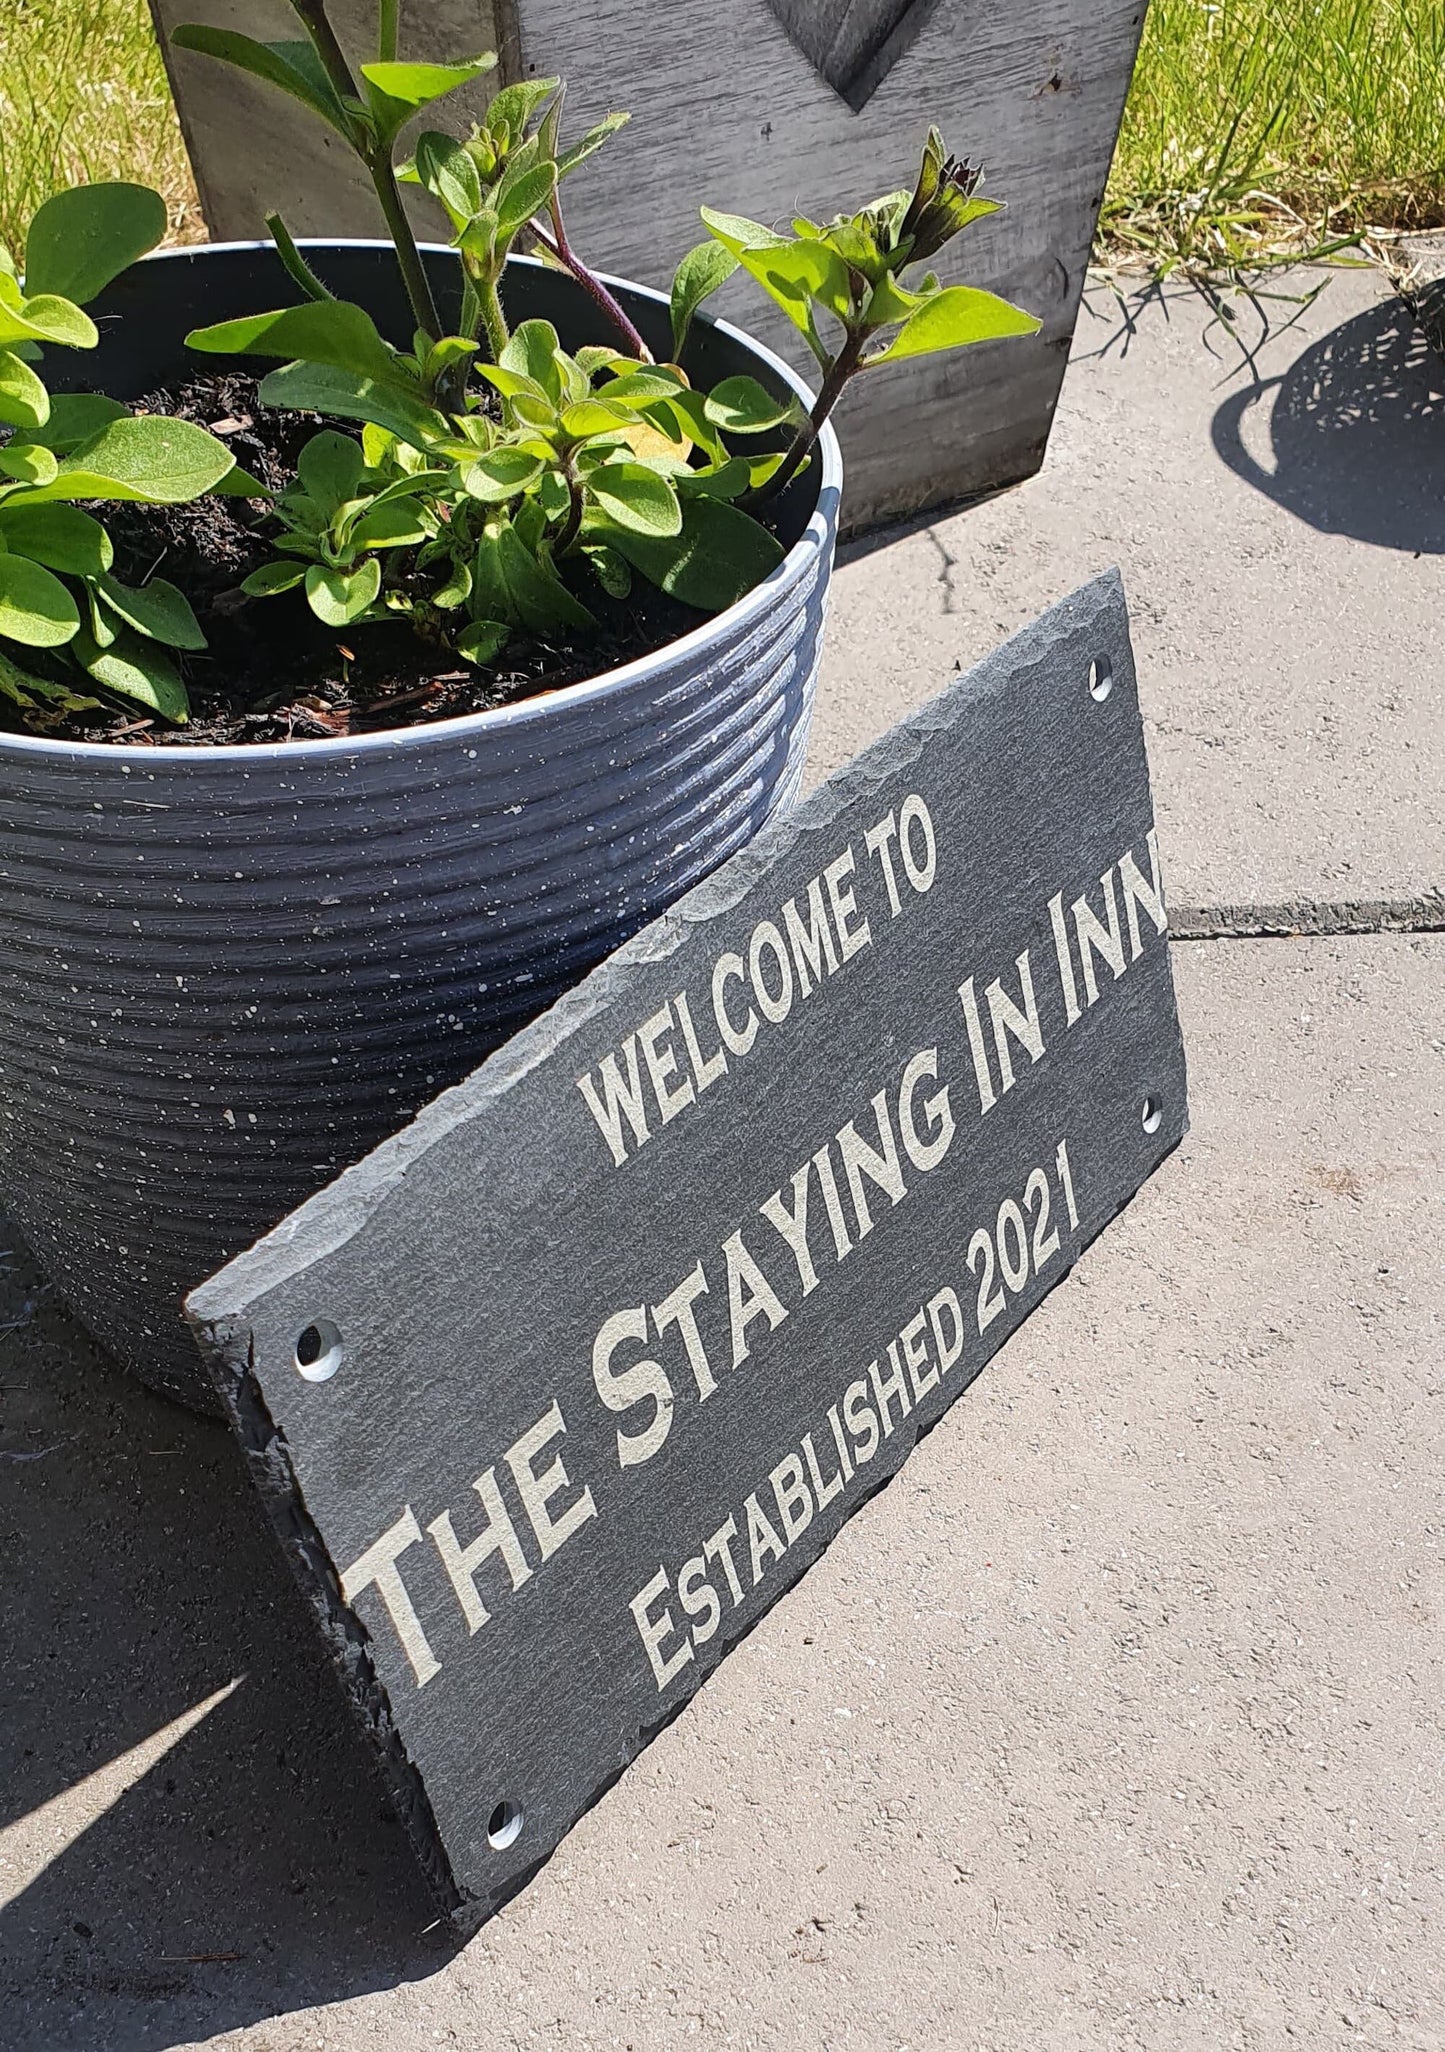 WELCOME TO
THE STAYING IN INN
ESTABLISHED 2021